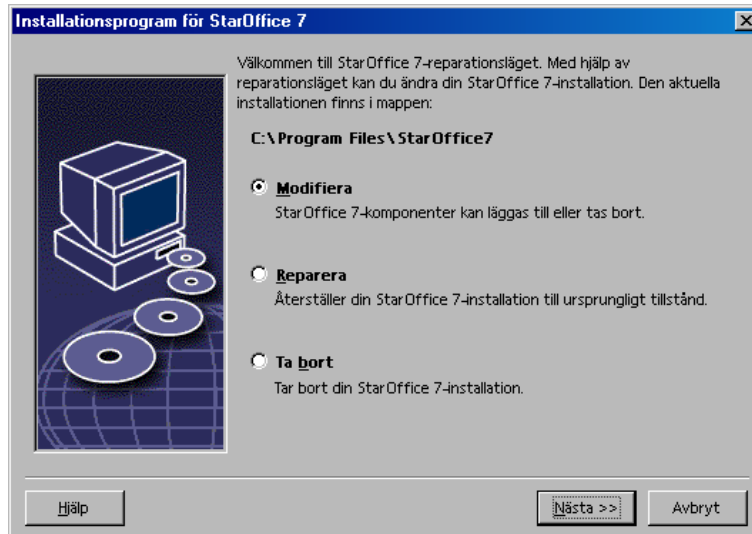 Installationsprogram för StarOffice 7
Välkommen till StarOffice 7-reparationsläget. Med hjälp av
reparationsläget kan du ändra din StarOffice 7-installation. Den aktuella
installationen finns i mappen:
C:\Program Files\StarOffice7
Modifiera
StarOffice 7-komponenter kan läggas till eller tas bort.
Reparera
Återställer din StarOffice 7-installation till ursprungligt tillstånd.
Ta bort
Tar bort din StarOffice 7-installation.
Hjälp
Nästa >>
Avbryt